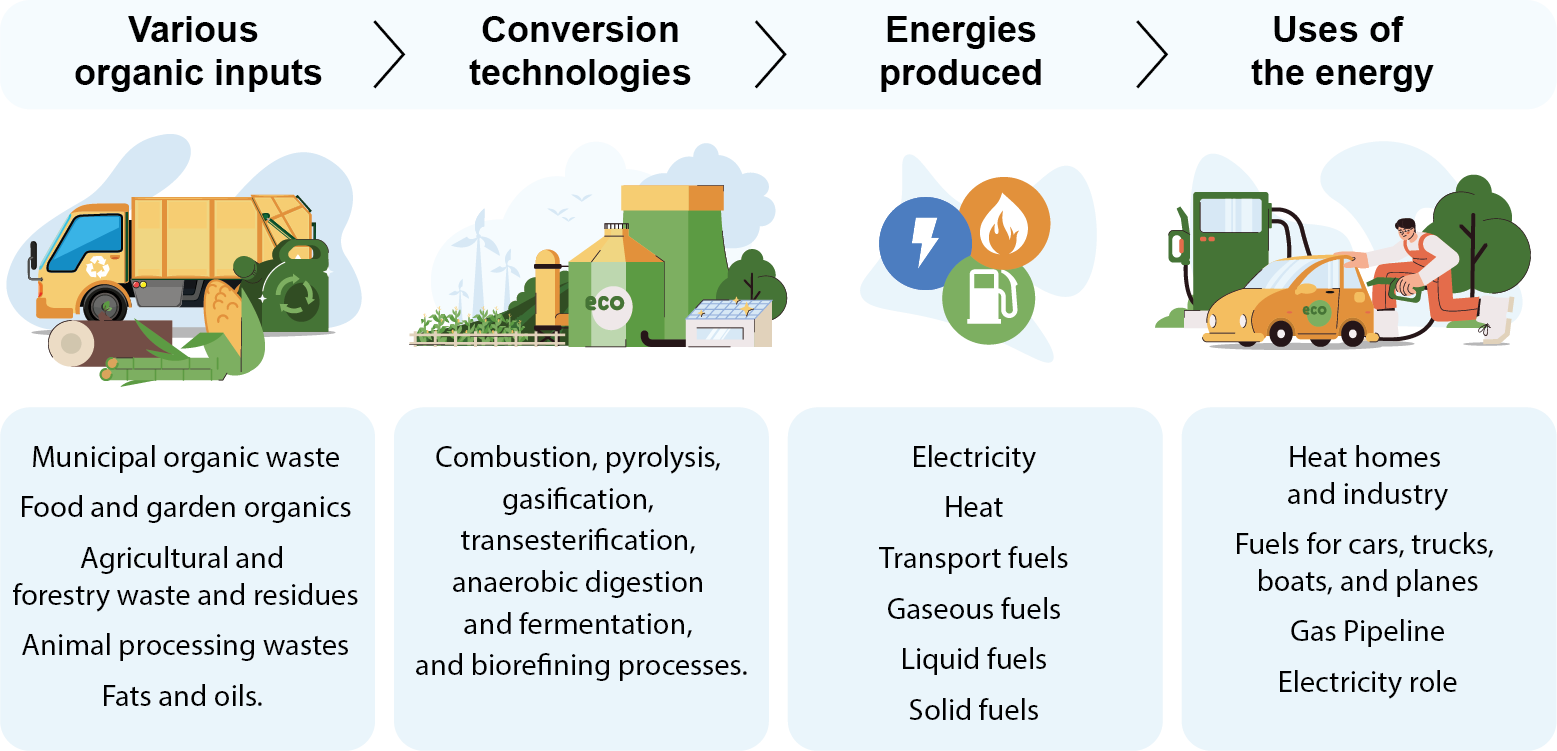 Various
organic inputs
Conversion
technologies
Energies
produced
Uses of
the energy
eco
eco
Municipal organic waste
Food and garden organics
Agricultural and
forestry waste and residues
Animal processing wastes
Fats and oils.
Combustion, pyrolysis,
gasification,
transesterification,
anaerobic digestion
and fermentation,
and biorefining processes.
Electricity
Heat
Transport fuels
Gaseous fuels
Liquid fuels
Solid fuels
Heat homes
and industry
Fuels for cars, trucks,
boats, and planes
Gas Pipeline
Electricity role